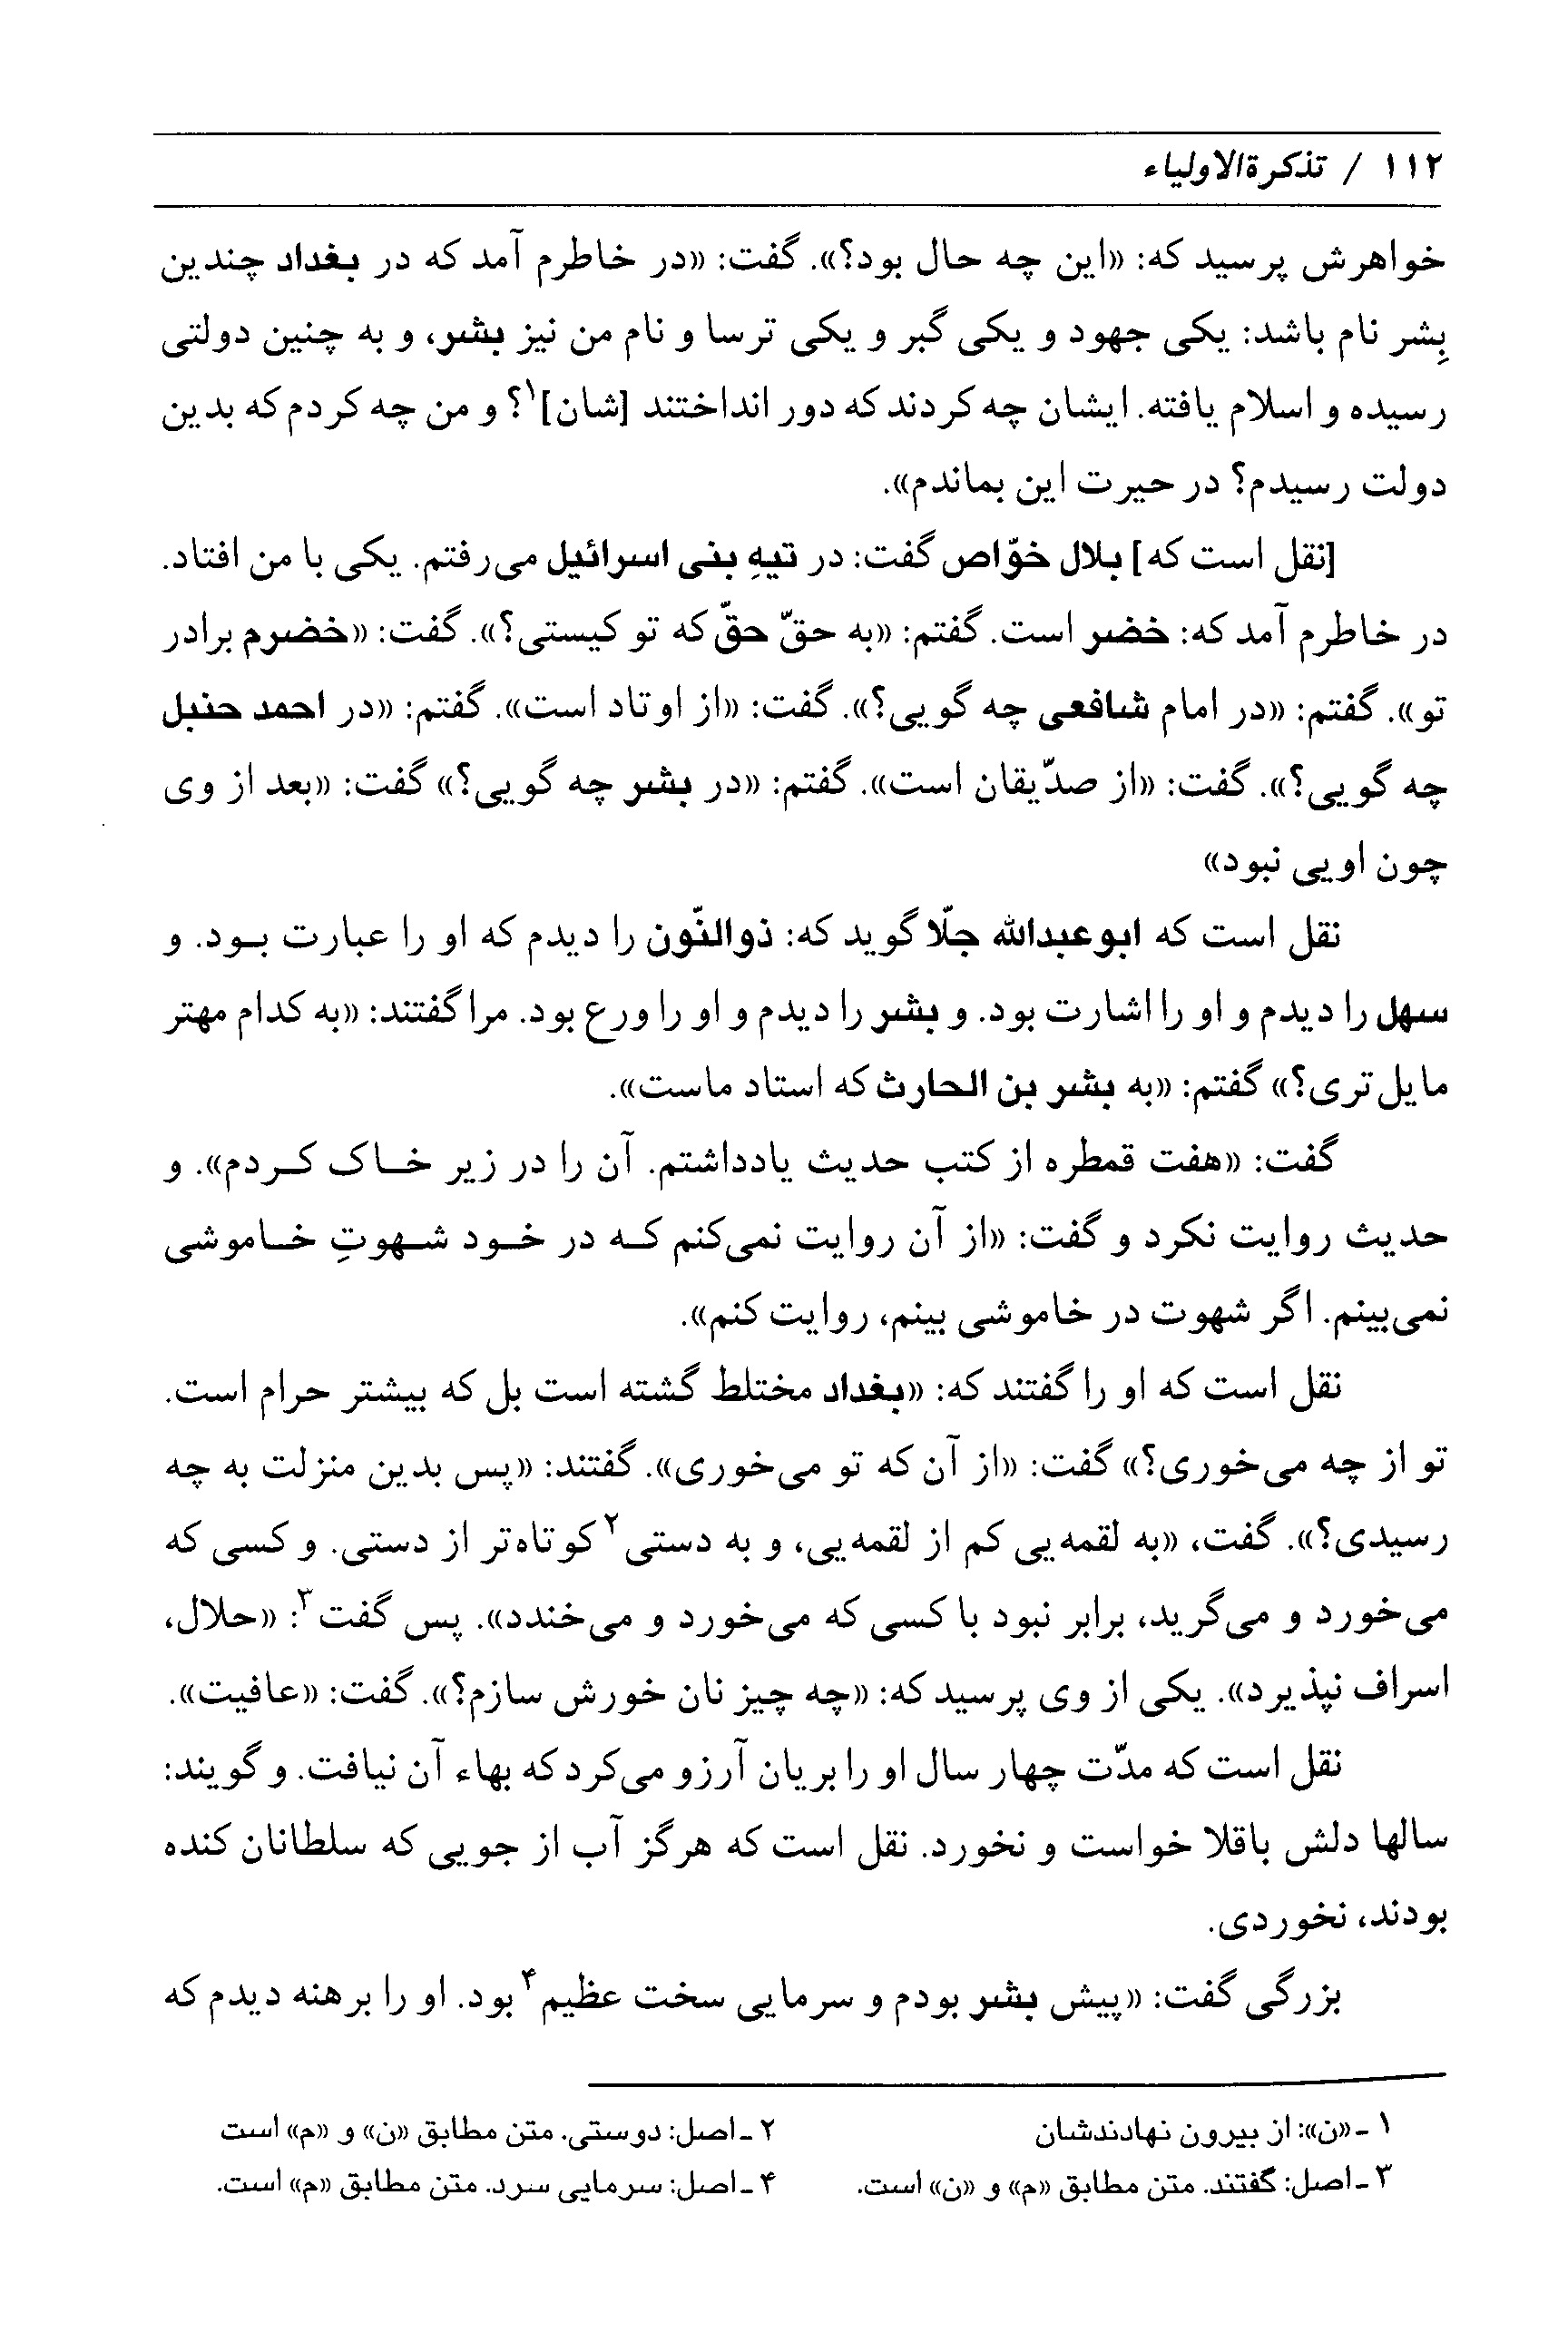 ۱۱۲ / تذکرةالاولیاء
خواهرش پرسید که: «این چه حال بود؟». گفت: «در خاطرم آمد که در بغداد چندین
بِشر نام باشد: یکی جهود و یکی گبر و یکی ترسا و نام من نیز بشر، و به چنین دولتی
رسیده و اسلام یافته. ایشان چه کردند که دور انداختند [شان]۱؟ و من چه کردم که بدین
دولت رسیدم؟ در حیرت این بماندم».
[نقل است که] بلال خوّاص گفت: در تیهِ بنی اسرائیل می‌رفتم. یکی با من افتاد.
در خاطرم آمد که: خضر است. گفتم: «به حقّ حقّ که تو کیستی؟». گفت: «خضرم برادر
تو». گفتم: «در امام شافعی چه گویی؟». گفت: «از اوتاد است». گفتم: «در احمد حنبل
چه گویی؟». گفت: «از صدّیقان است». گفتم: «در بشر چه گویی؟» گفت: «بعد از وی
چون اویی نبود»
نقل است که ابوعبدالله جلّا گوید که: ذوالنّون را دیدم که او را عبارت بود. و
سهل را دیدم و او را اشارت بود. و بشر را دیدم و او را ورع بود. مرا گفتند: «به کدام مهتر
مایل‌تری؟» گفتم: «به بشر بن الحارث که استاد ماست».
گفت: «هفت قمطره از کتب حدیث یادداشتم. آن را در زیر خاک کردم». و
حدیث روایت نکرد و گفت: «از آن روایت نمی‌کنم که در خود شهوتِ خاموشی
نمی‌بینم. اگر شهوت در خاموشی بینم، روایت کنم».
نقل است که او را گفتند که: «بغداد مختلط گشته است بل که بیشتر حرام است.
تو از چه می‌خوری؟» گفت: «از آن که تو می‌خوری». گفتند: «پس بدین منزلت به چه
رسیدی؟». گفت، «به لقمه‌یی کم از لقمه‌یی، و به دستی۲ کوتاه‌تر از دستی. و کسی که
می‌خورد و می‌گرید، برابر نبود با کسی که می‌خورد و می‌خندد». پس گفت۳: «حلال،
اسراف نپذیرد». یکی از وی پرسید که: «چه چیز نان خورش سازم؟». گفت: «عافیت».
نقل است که مدّت چهار سال او را بریان آرزو می‌کرد که بهاء آن نیافت. و گویند:
سالها دلش باقلا خواست و نخورد. نقل است که هرگز آب از جویی که سلطانان کنده
بودند، نخوردی.
بزرگی گفت: «پیش بشر بودم و سرمایی سخت عظیم۴ بود. او را برهنه دیدم که
۱ ـ «ن»: از بیرون نهادندشان
۲ ـ اصل: دوستی. متن مطابق «ن» و «م» است
۳ ـ اصل: گفتند. متن مطابق «م» و «ن» است.
۴ ـ اصل: سرمایی سرد. متن مطابق «م» است.